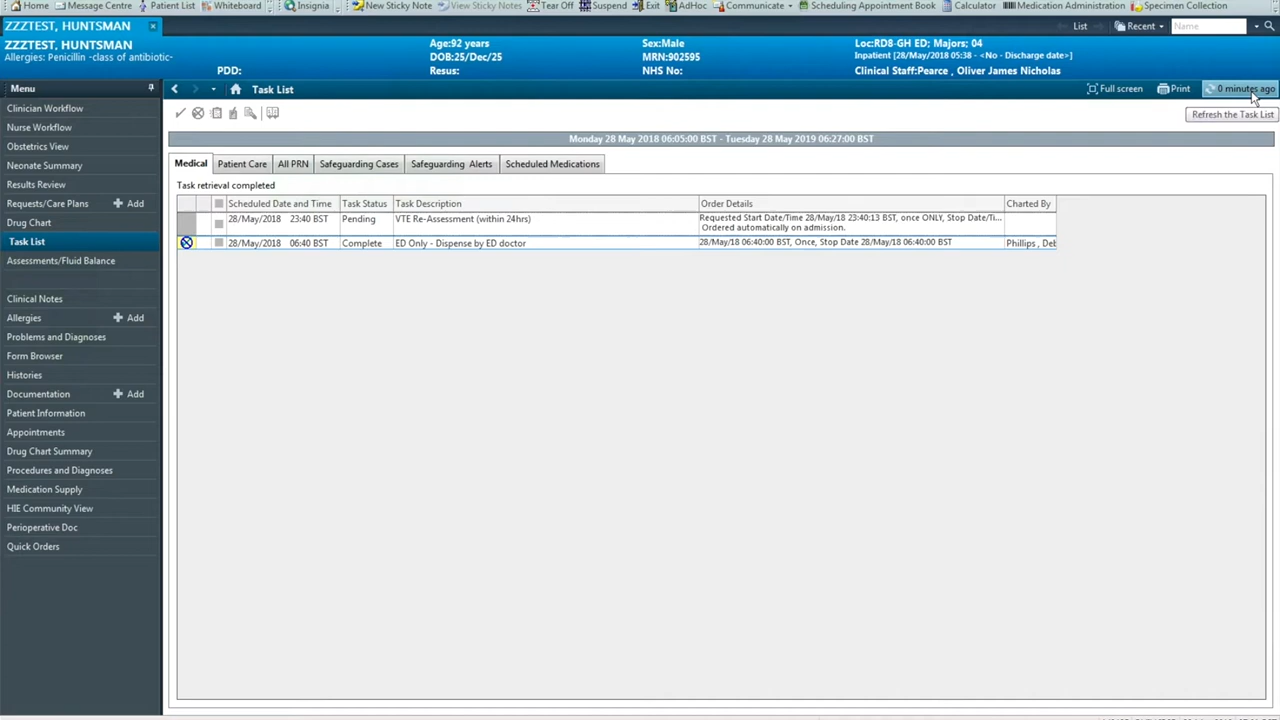 Home Message Centre Patient List Whiteboard Insignia New Sticky Note View Sticky Notes Tear Off Suspend Exit AdHoc Communicate Scheduling Appointment Book Calculator Medication Administration Specimen Collection
ZZZTEST, HUNTSMAN
List Recent Name
ZZZTEST, HUNTSMAN Age:92 years Sex:Male Loc:RD8-GH ED; Majors; 04
Allergies: Penicillin -class of antibiotic- DOB:25/Dec/25 MRN:902595 Inpatient [28/May/2018 05:38 - <No - Discharge date>]
PDD: Resus: NHS No: Clinical Staff:Pearce , Oliver James Nicholas
Menu
Task List
Full screen Print 0 minutes ago
Refresh the Task List
Clinician Workflow
Nurse Workflow
Obstetrics View
Neonate Summary
Results Review
Requests/Care Plans Add
Drug Chart
Task List
Assessments/Fluid Balance
Clinical Notes
Allergies Add
Problems and Diagnoses
Form Browser
Histories
Documentation Add
Patient Information
Appointments
Drug Chart Summary
Procedures and Diagnoses
Medication Supply
HIE Community View
Perioperative Doc
Quick Orders
Monday 28 May 2018 06:05:00 BST - Tuesday 28 May 2019 06:27:00 BST
Medical Patient Care All PRN Safeguarding Cases Safeguarding Alerts Scheduled Medications
Task retrieval completed
Scheduled Date and Time Task Status Task Description Order Details Charted By
28/May/2018 23:40 BST Pending VTE Re-Assessment (within 24hrs) Requested Start Date/Time 28/May/18 23:40:13 BST, once ONLY, Stop Date/Ti...
Ordered automatically on admission.
28/May/2018 06:40 BST Complete ED Only - Dispense by ED doctor 28/May/18 06:40:00 BST, Once, Stop Date 28/May/18 06:40:00 BST Phillips , Deb